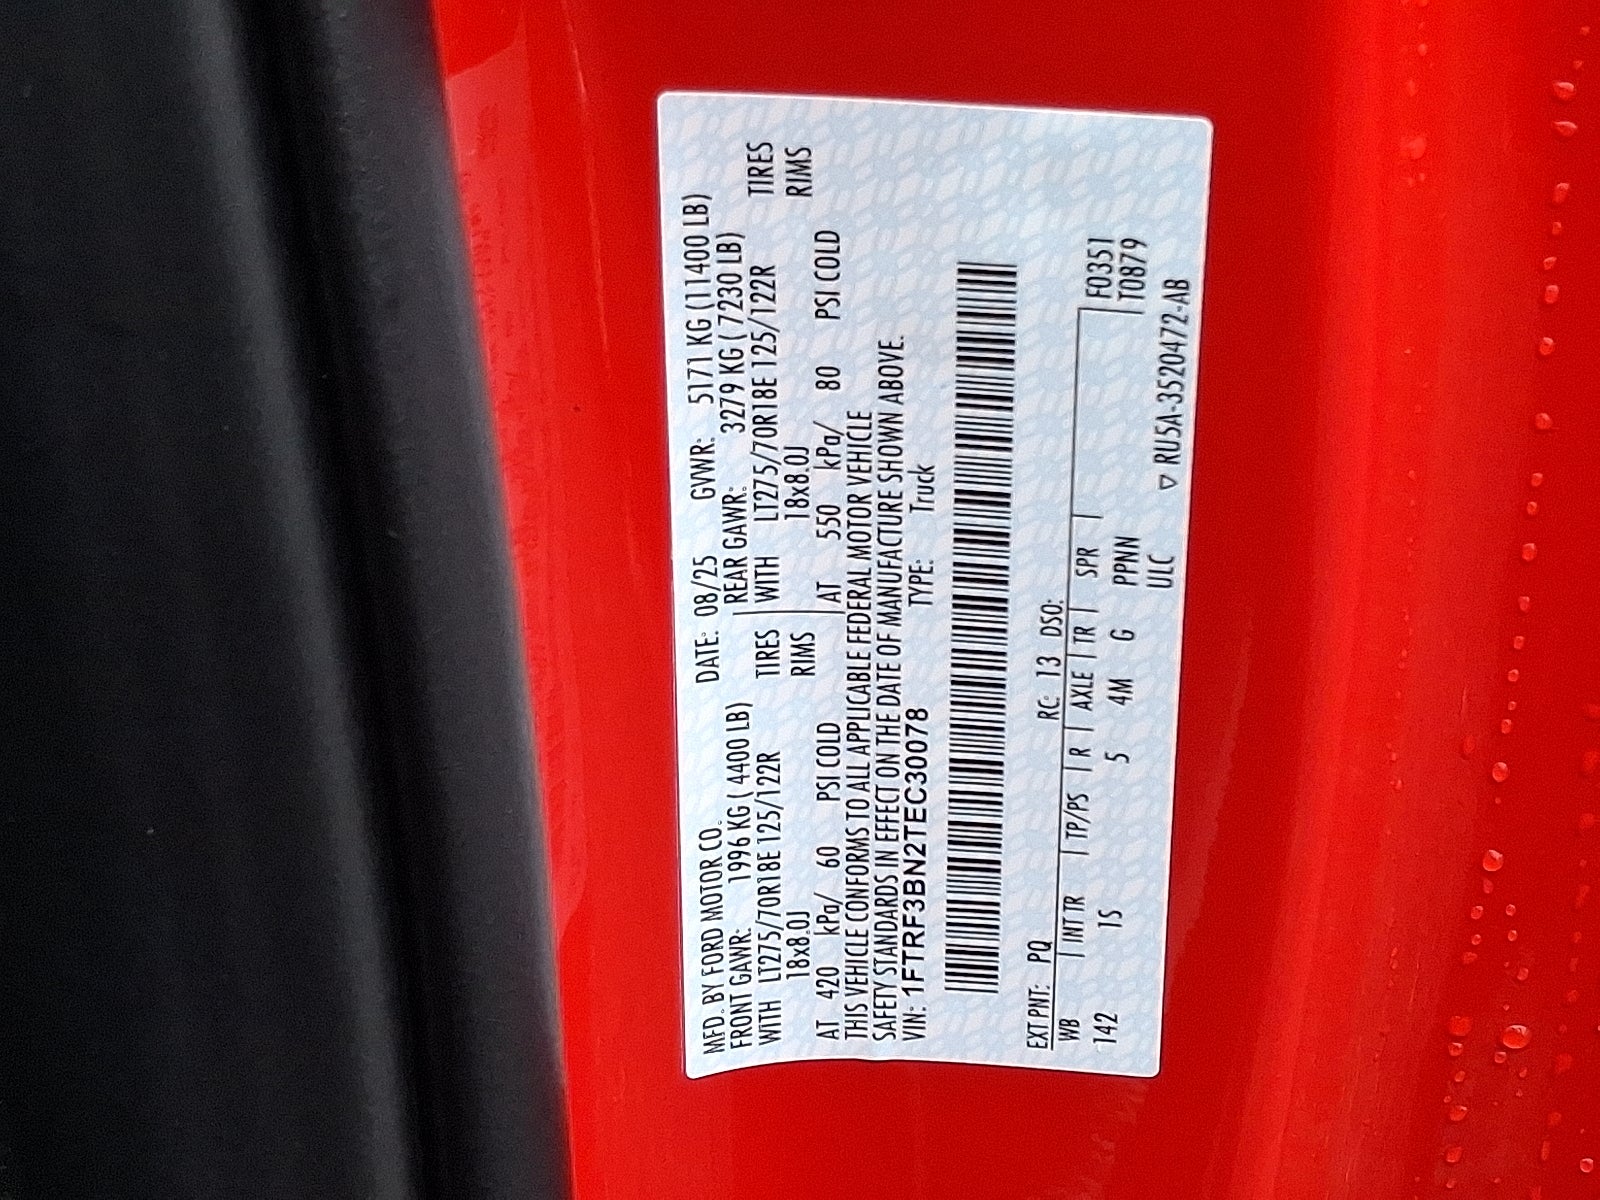 MFD. BY FORD MOTOR CO. DATE: 08/25 GVWR: 5171 KG (11400 LB)
FRONT GAWR: 1996 KG ( 4400 LB) REAR GAWR: 3279 KG ( 7230 LB)
WITH LT275/70R18E 125/122R TIRES WITH LT275/70R18E 125/122R TIRES
18x8.0J RIMS 18x8.0J RIMS
AT 420 kPa/ 60 PSI COLD AT 550 kPa/ 80 PSI COLD
THIS VEHICLE CONFORMS TO ALL APPLICABLE FEDERAL MOTOR VEHICLE
SAFETY STANDARDS IN EFFECT ON THE DATE OF MANUFACTURE SHOWN ABOVE.
VIN: 1FTRF3BN2TEC30078 TYPE: Truck
EXT PNT: PQ RC: 13 DSO:
WB INT TR TP/PS R AXLE TR SPR F0351
142 1S 5 4M G PPNN T0879
ULC ▽ RU5A-3520472-AB